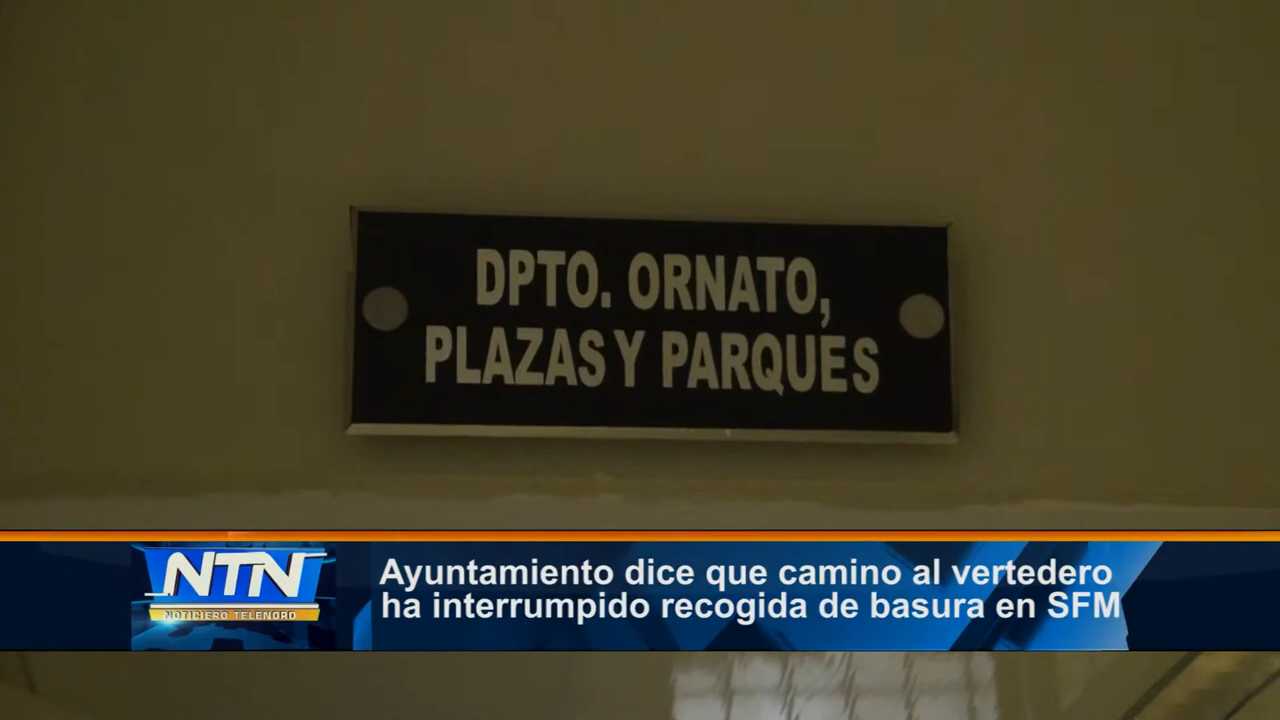 DPTO. ORNATO,
PLAZAS Y PARQUES
NTN
NOTICIERO TELENORD
Ayuntamiento dice que camino al vertedero
ha interrumpido recogida de basura en SFM